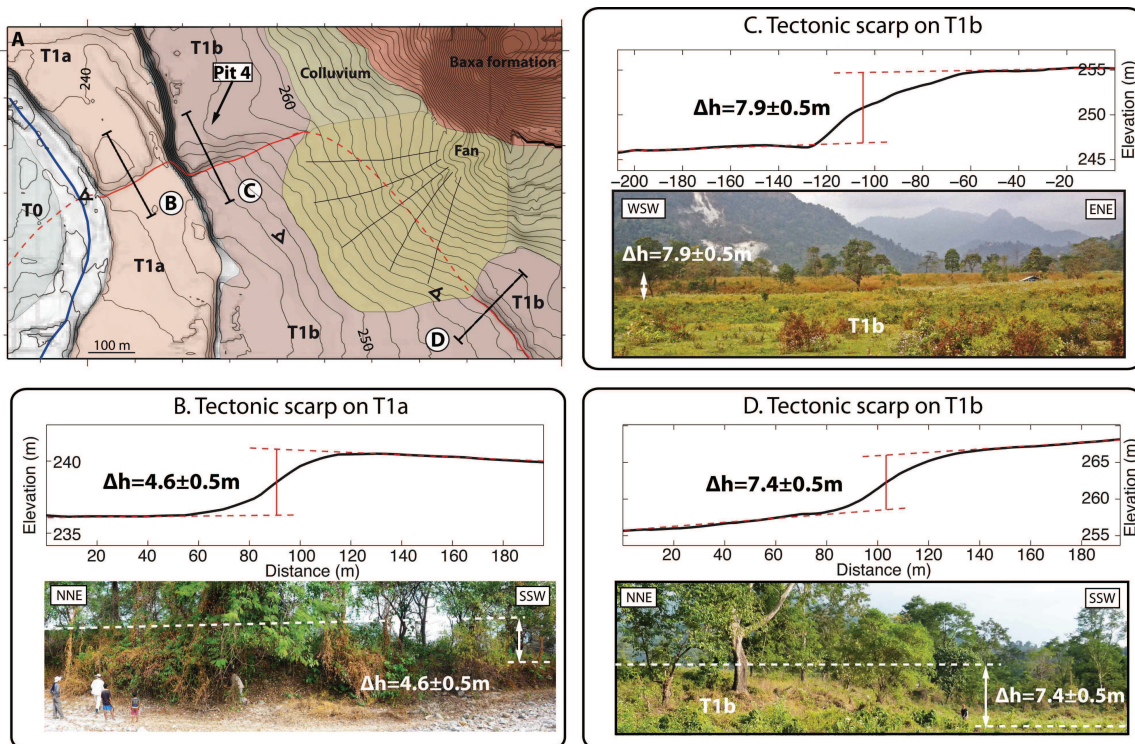 A
T1a
T1b
Pit 4
240
Colluvium
260
Baxa formation
Fan
T0
B
C
T1a
T1b
T1b
250
D
100 m
C. Tectonic scarp on T1b
Δh=7.9±0.5m
255
250
245
Elevation (m)
−200 −180 −160 −140 −120 −100 −80 −60 −40 −20
WSW
ENE
Δh=7.9±0.5m
T1b
B. Tectonic scarp on T1a
Elevation (m)
240
235
Δh=4.6±0.5m
20 40 60 80 100 120 140 160 180
Distance (m)
NNE
SSW
Δh=4.6±0.5m
D. Tectonic scarp on T1b
Δh=7.4±0.5m
265
260
255
Elevation (m)
20 40 60 80 100 120 140 160 180
Distance (m)
NNE
SSW
T1b
Δh=7.4±0.5m